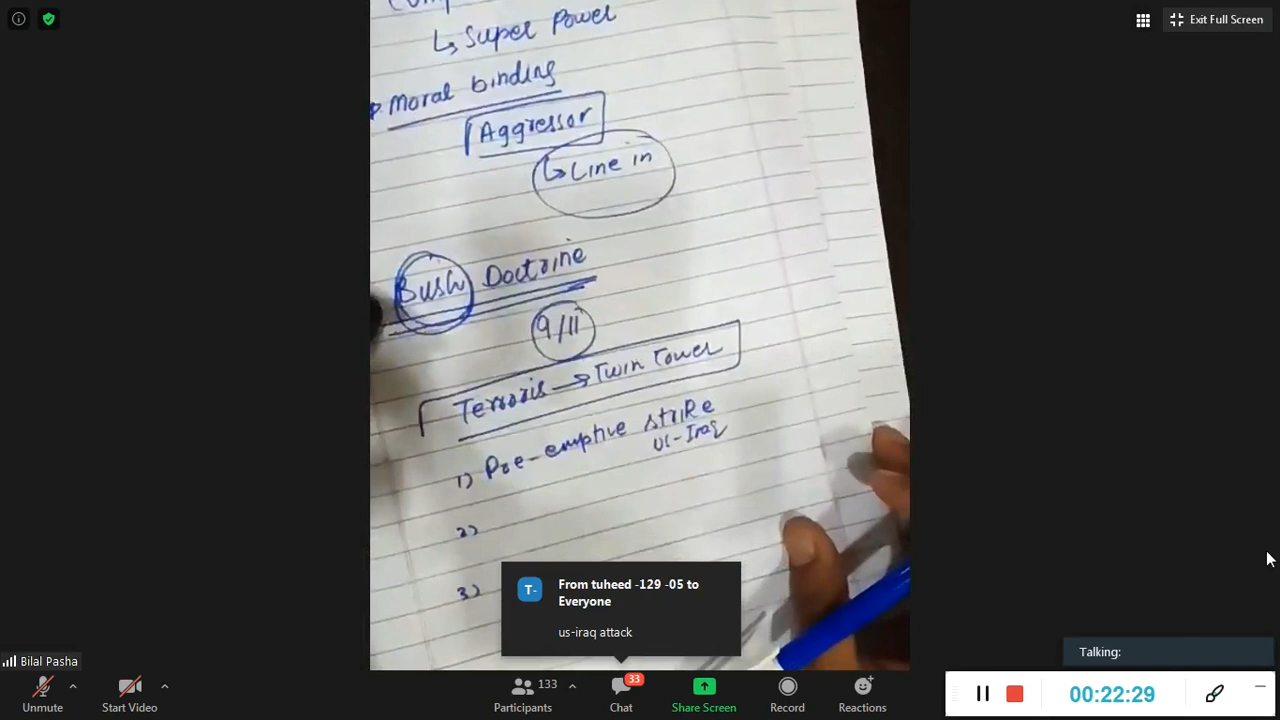 Exit Full Screen
↳ Super Power
Moral binding
Aggressor
↳ Line in
Bush Doctrine
9/11
Terroris → Twin Tower
1) Pre-emptive striKe
US-Iraq
2)
3)
T-
From tuheed -129 -05 to
Everyone
us-iraq attack
Bilal Pasha
Talking:
Unmute
Start Video
133
Participants
33
Chat
Share Screen
Record
Reactions
00:22:29